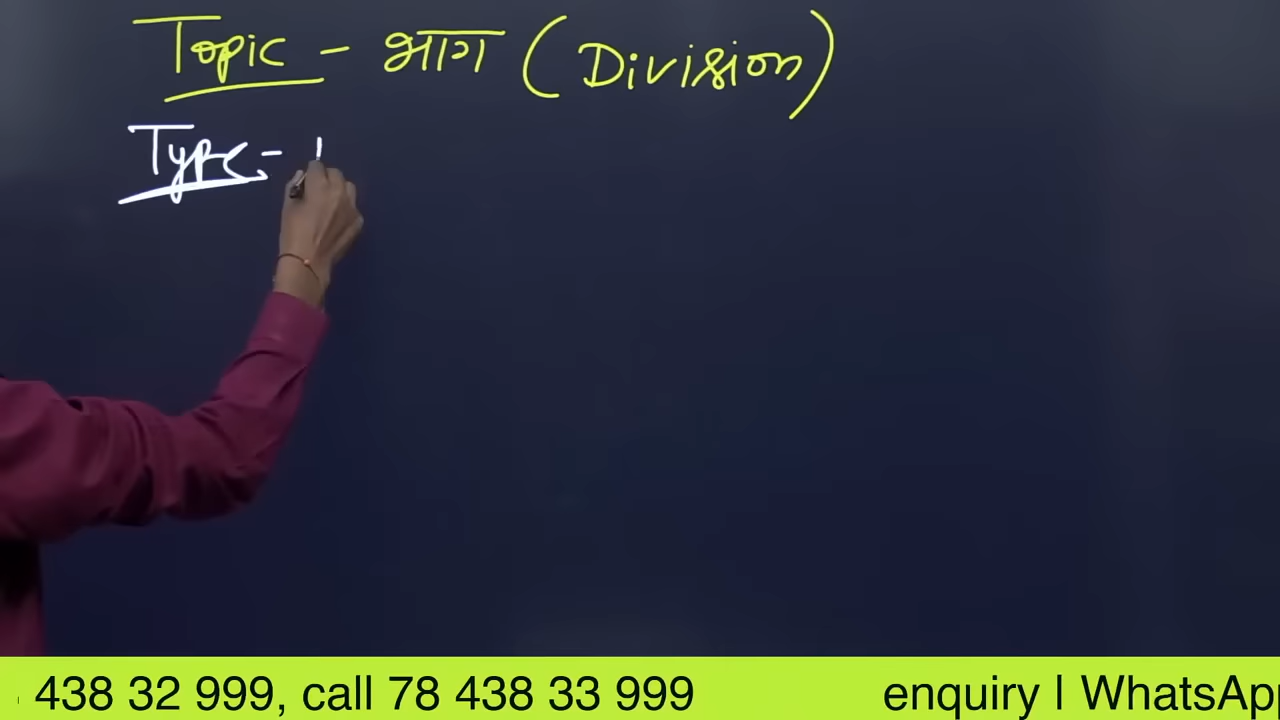 Topic - भाग (Division)
Type - 1
438 32 999, call 78 438 33 999 enquiry | WhatsApp